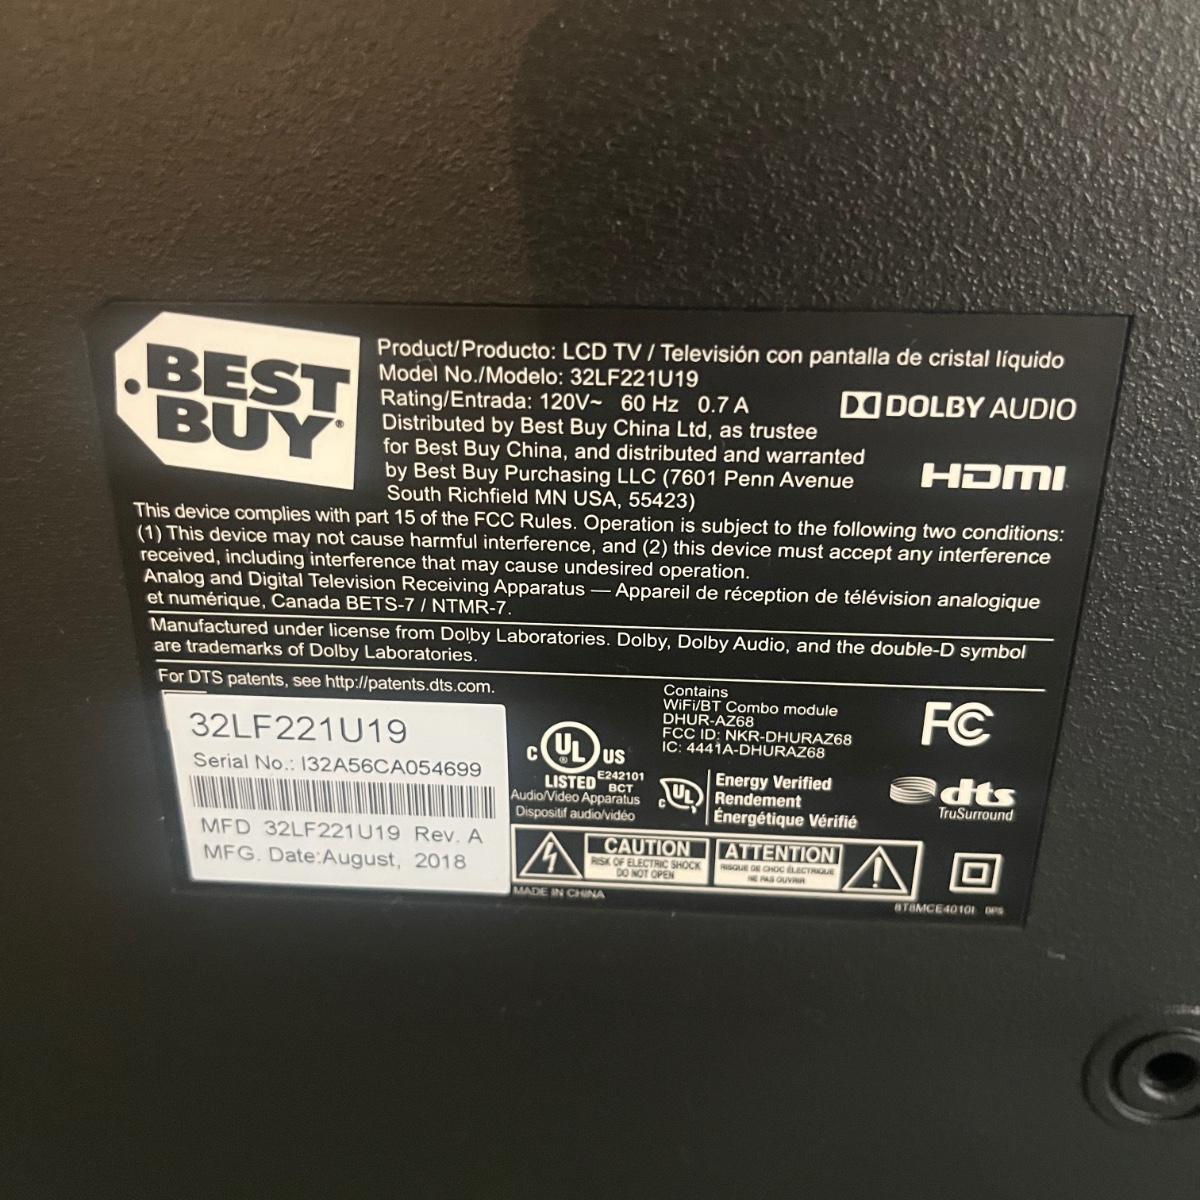 BEST
BUY®
Product/Producto: LCD TV / Televisión con pantalla de cristal líquido
Model No./Modelo: 32LF221U19
Rating/Entrada: 120V~ 60 Hz 0.7 A
Distributed by Best Buy China Ltd, as trustee
for Best Buy China, and distributed and warranted
by Best Buy Purchasing LLC (7601 Penn Avenue
South Richfield MN USA, 55423)
DOLBY AUDIO
HDMI
This device complies with part 15 of the FCC Rules. Operation is subject to the following two conditions:
(1) This device may not cause harmful interference, and (2) this device must accept any interference
received, including interference that may cause undesired operation.
Analog and Digital Television Receiving Apparatus — Appareil de réception de télévision analogique
et numérique, Canada BETS-7 / NTMR-7.
Manufactured under license from Dolby Laboratories. Dolby, Dolby Audio, and the double-D symbol
are trademarks of Dolby Laboratories.
For DTS patents, see http://patents.dts.com.
32LF221U19
Serial No.: I32A56CA054699
MFD 32LF221U19 Rev. A
MFG. Date:August, 2018
C UL® US
LISTED E242101
BCT
Audio/Video Apparatus
Dispositif audio/vidéo
Contains
WiFi/BT Combo module
DHUR-AZ68
FCC ID: NKR-DHURAZ68
IC: 4441A-DHURAZ68
FC
c UL
Energy Verified
Rendement
Énergétique Vérifié
dts
TruSurround
CAUTION
RISK OF ELECTRIC SHOCK
DO NOT OPEN
ATTENTION
RISQUE DE CHOC ÉLECTRIQUE
NE PAS OUVRIR
MADE IN CHINA